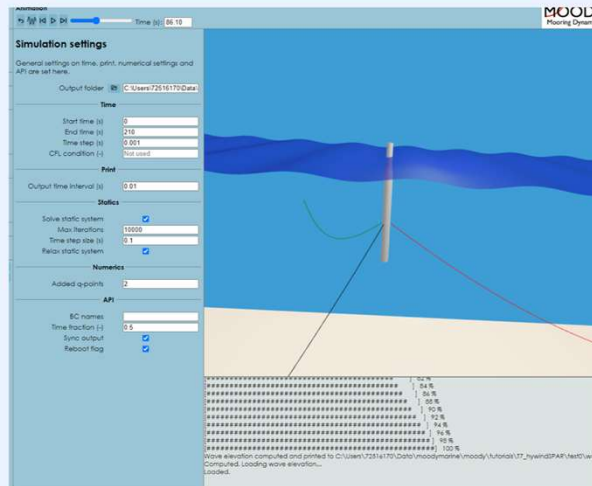 Animation
Time (s): 86.10
MOOD
Mooring Dynam
Simulation settings
General settings on time, print, numerical settings and
API are set here.
Output folder C:\Users\72516170\Data\
Time
Start time (s) 0
End time (s) 210
Time step (s) 0.001
CFL condition (-) Not used
Print
Output time interval (s) 0.01
Statics
Solve static system
Max iterations 10000
Time step size (s) 0.1
Relax static system
Numerics
Added q-points 2
API
BC names
Time fraction (-) 0.5
Sync output
Reboot flag
] 82 %
] 84 %
] 86 %
] 88 %
] 90 %
] 92 %
] 94 %
] 96 %
] 98 %
] 100 %
Wave elevation computed and printed to C:\Users\72516170\Data\moodymarine\moody\tutorials\T7_hywindSPAR\test0\w
Computed. Loading wave elevation...
Loaded.